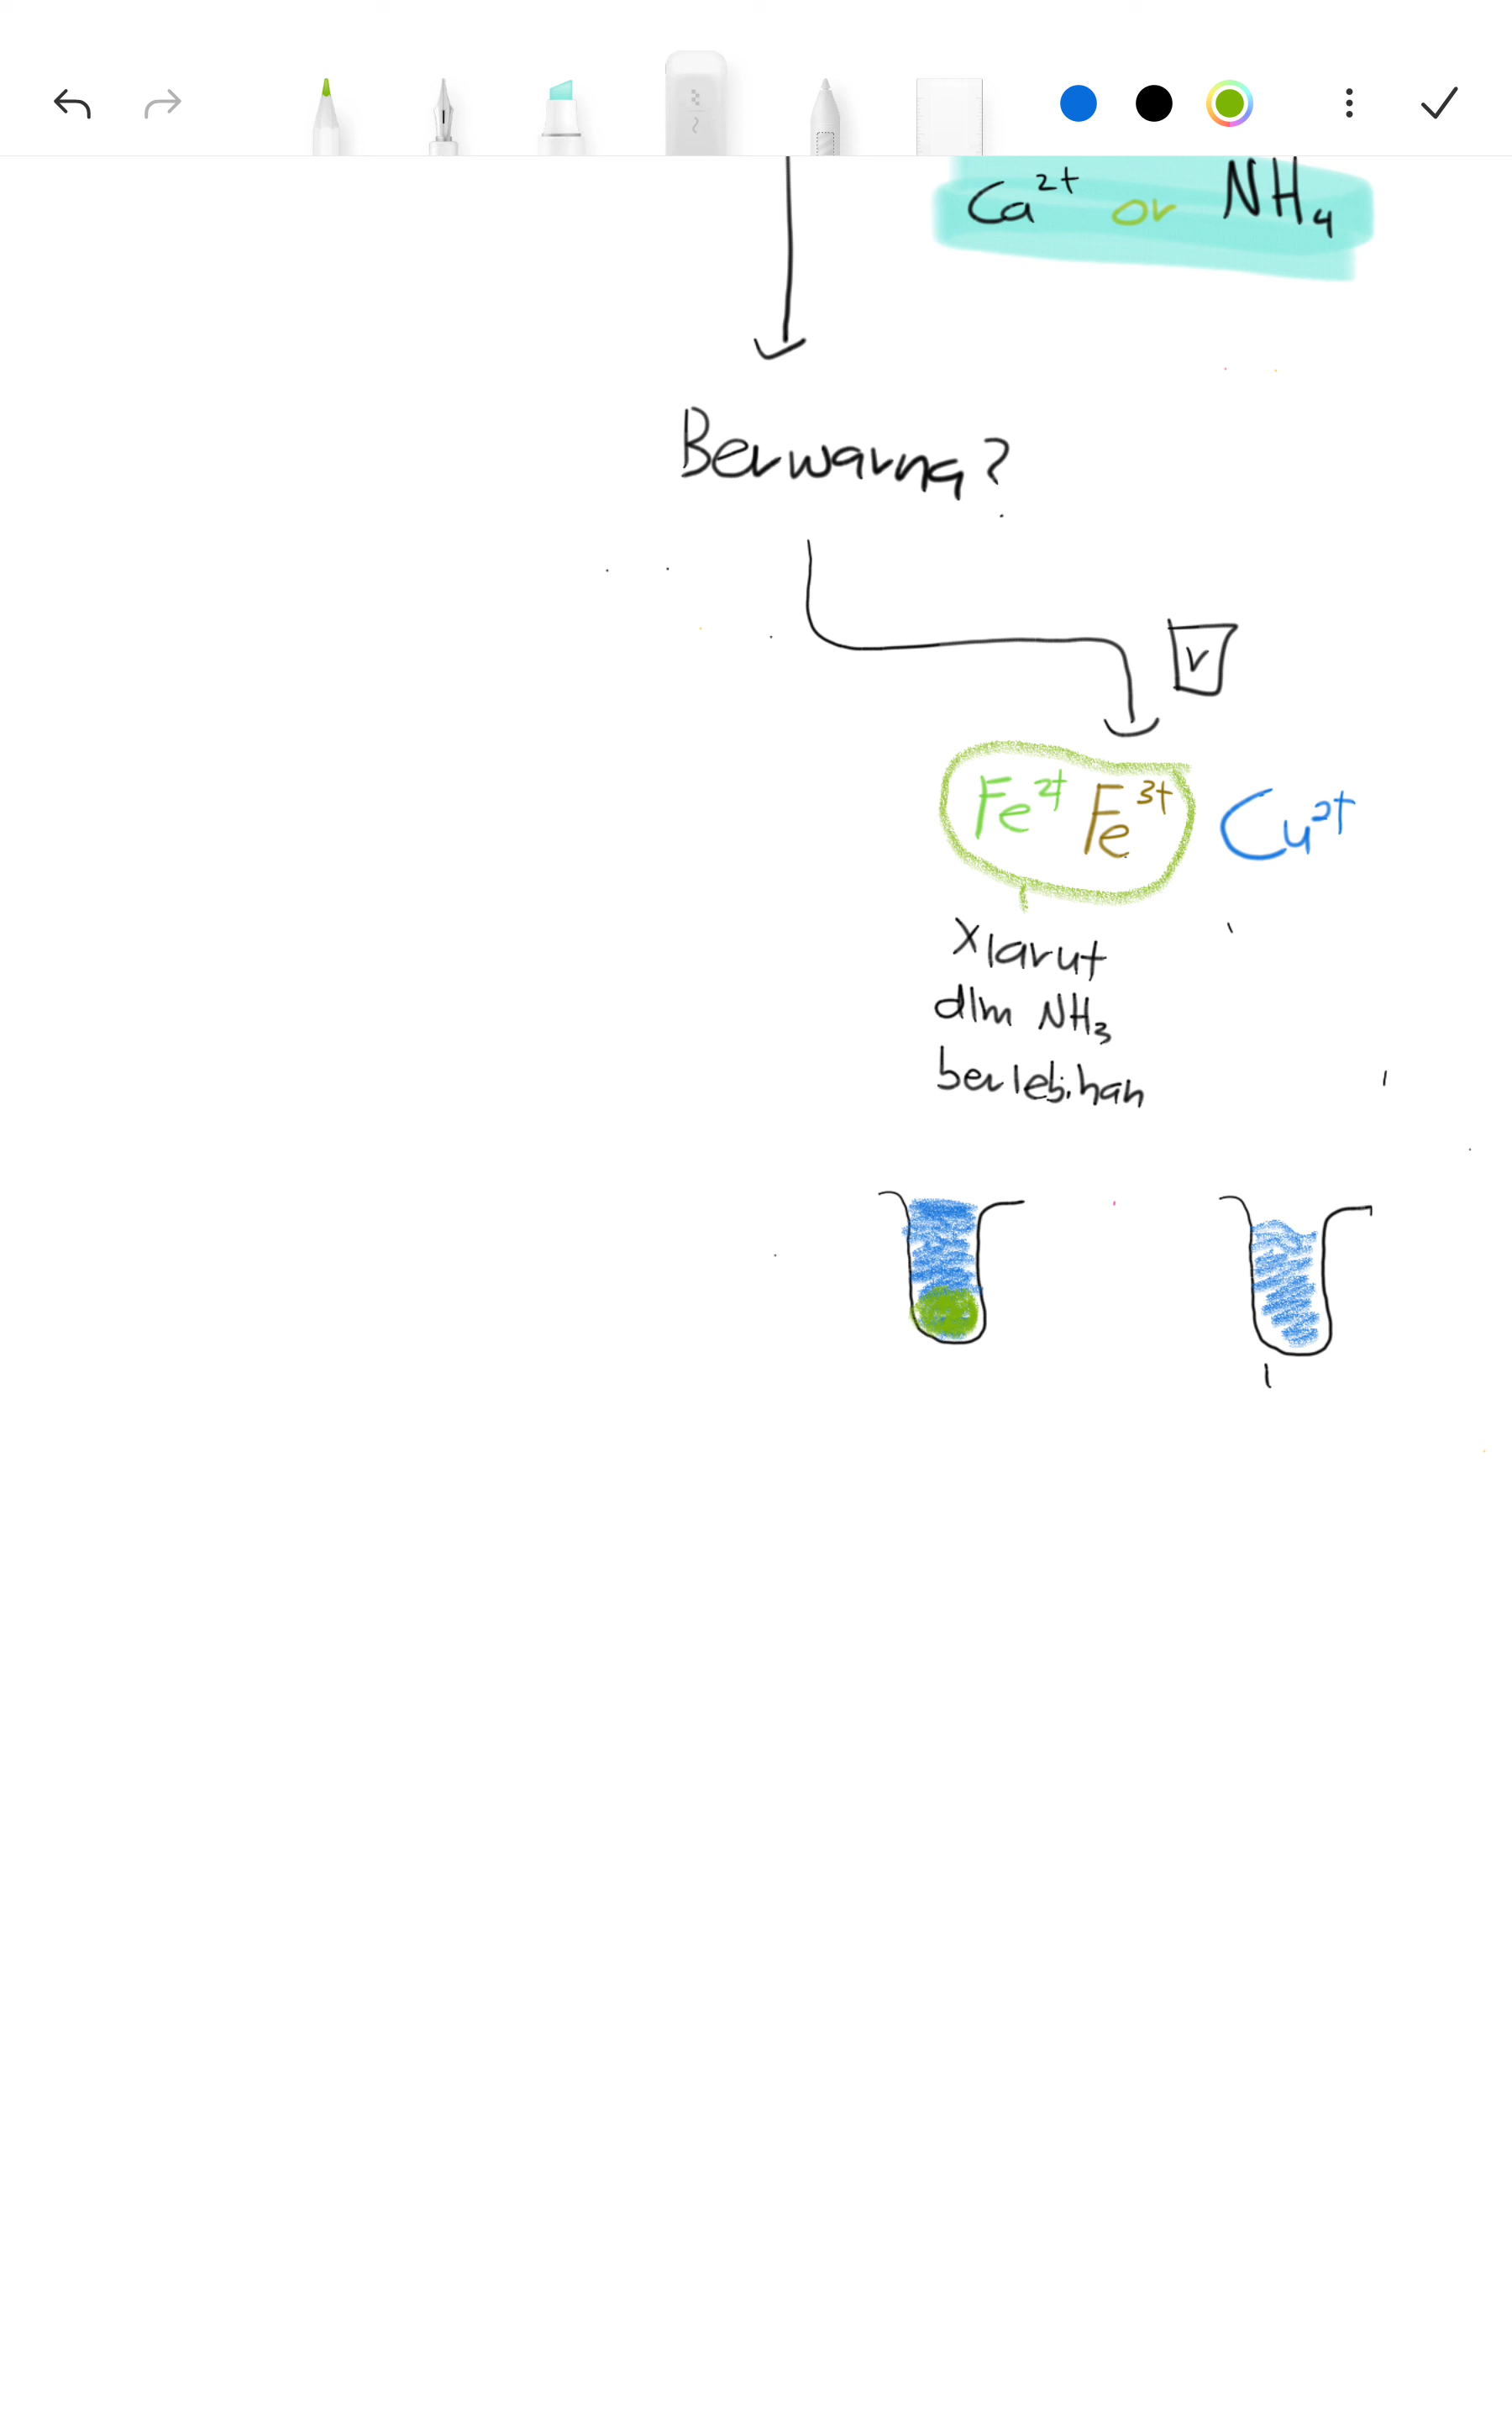 Ca²⁺ or NH₄
Berwarna?
v
Fe²⁺ Fe³⁺ Cu²⁺
x larut
dlm NH₃
berlebihan